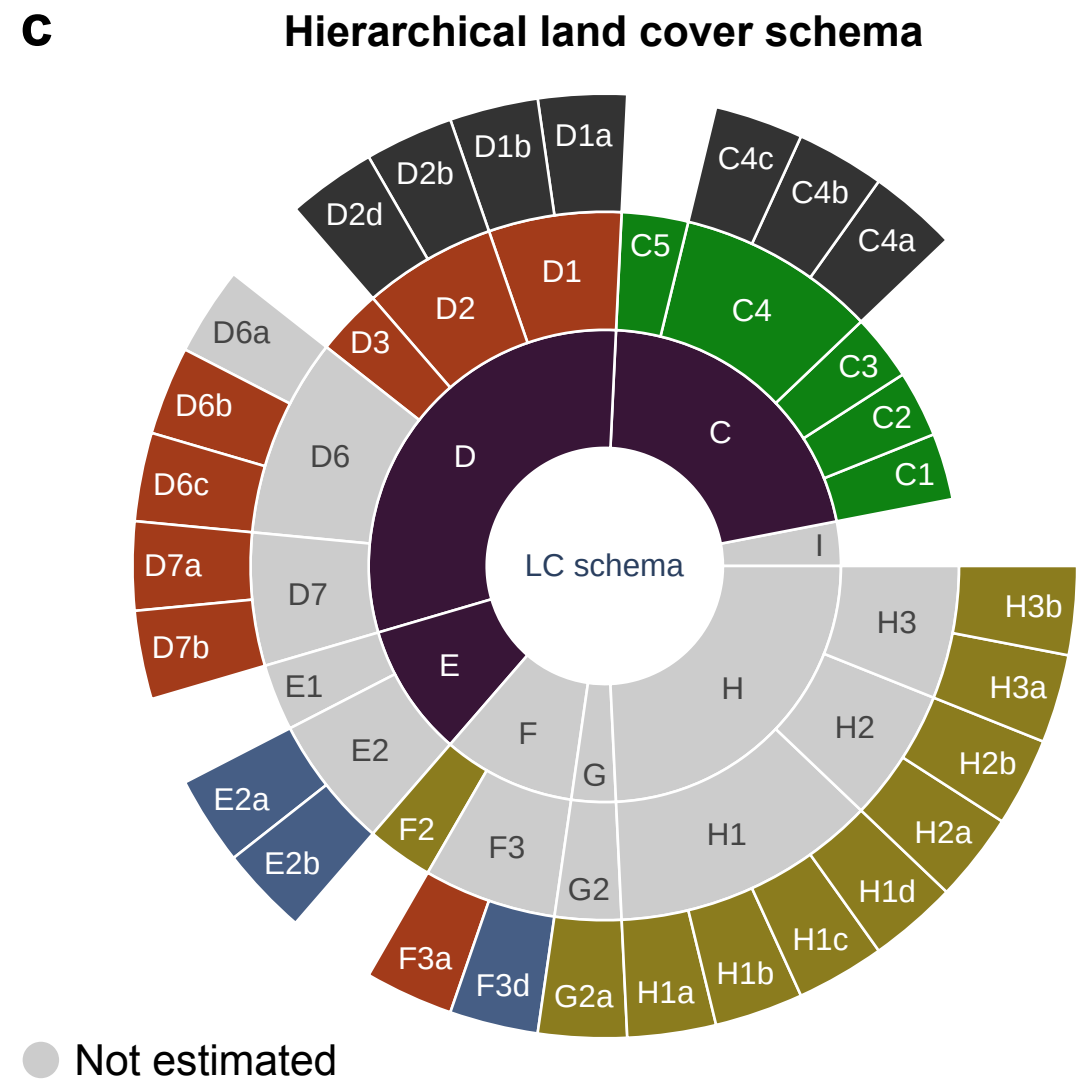 c
Hierarchical land cover schema
D1a
D1b
D2b
D2d
C4c
C4b
C4a
C5
D1
D2
D3
C4
C3
C2
C1
D6a
D6b
D6c
D7a
D7b
D6
D7
D
C
I
LC schema
E
E1
E2
E2a
E2b
F
G
H
H3
H2
H1
F2
F3
G2
H3b
H3a
H2b
H2a
H1d
H1c
H1b
H1a
G2a
F3d
F3a
Not estimated